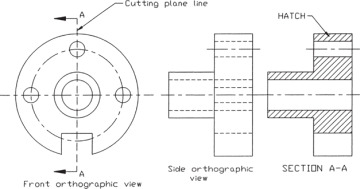 A
Cutting plane line
HATCH
A
Front orthographic view
Side orthographic
view
SECTION A-A